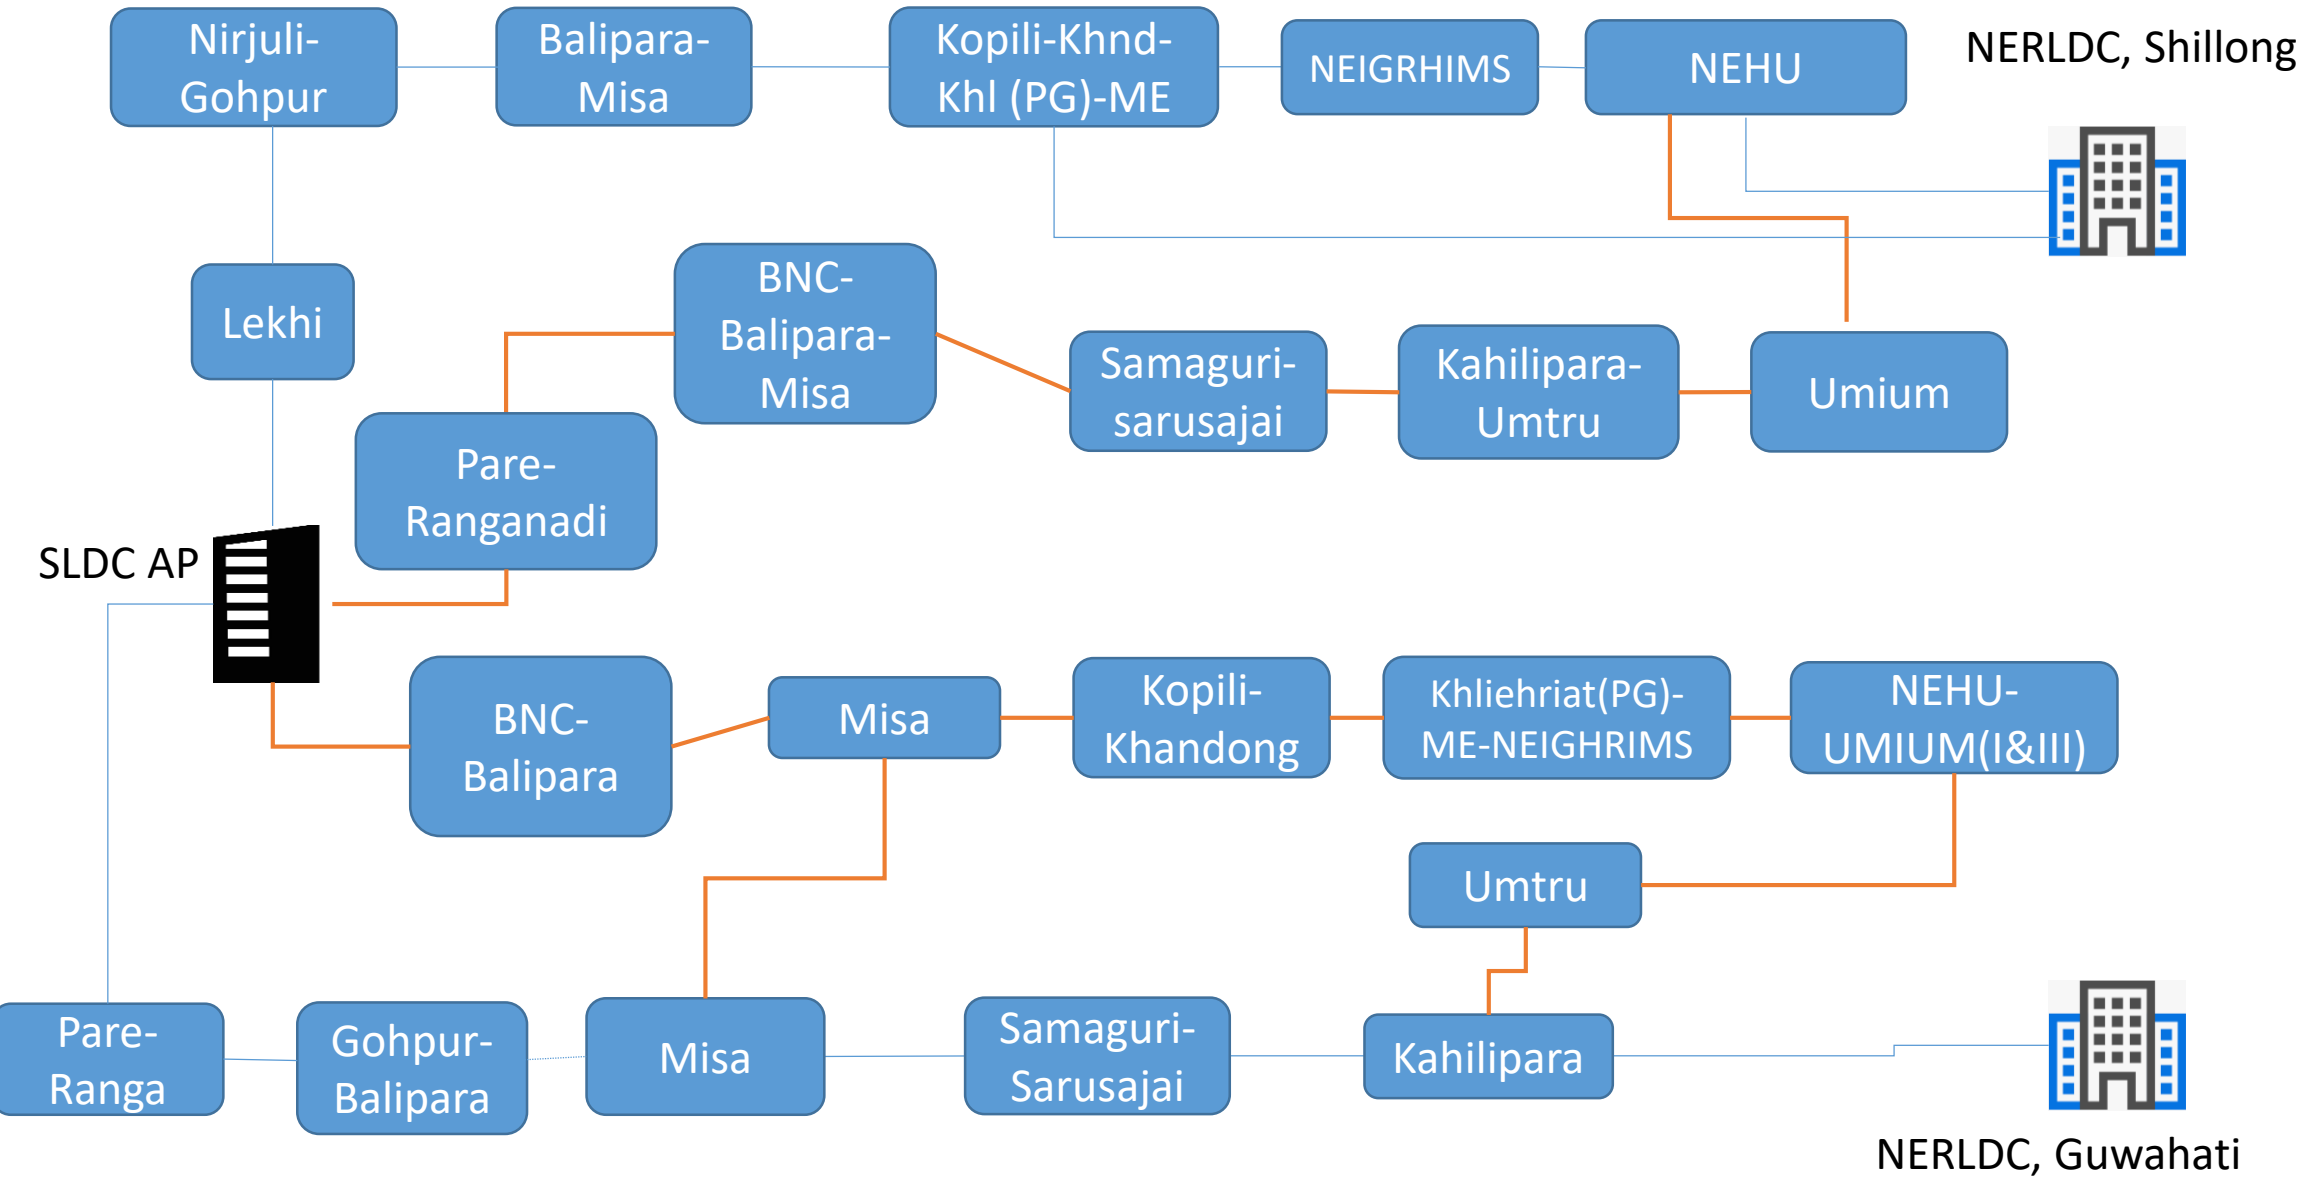 Nirjuli-
Gohpur
Balipara-
Misa
Kopili-Khnd-
Khl (PG)-ME
NEIGRHIMS
NEHU
NERLDC, Shillong
Lekhi
BNC-
Balipara-
Misa
Samaguri-
sarusajai
Kahilipara-
Umtru
Umium
Pare-
Ranganadi
SLDC AP
BNC-
Balipara
Misa
Kopili-
Khandong
Khliehriat(PG)-
ME-NEIGHRIMS
NEHU-
UMIUM(I&III)
Umtru
Pare-
Ranga
Gohpur-
Balipara
Misa
Samaguri-
Sarusajai
Kahilipara
NERLDC, Guwahati